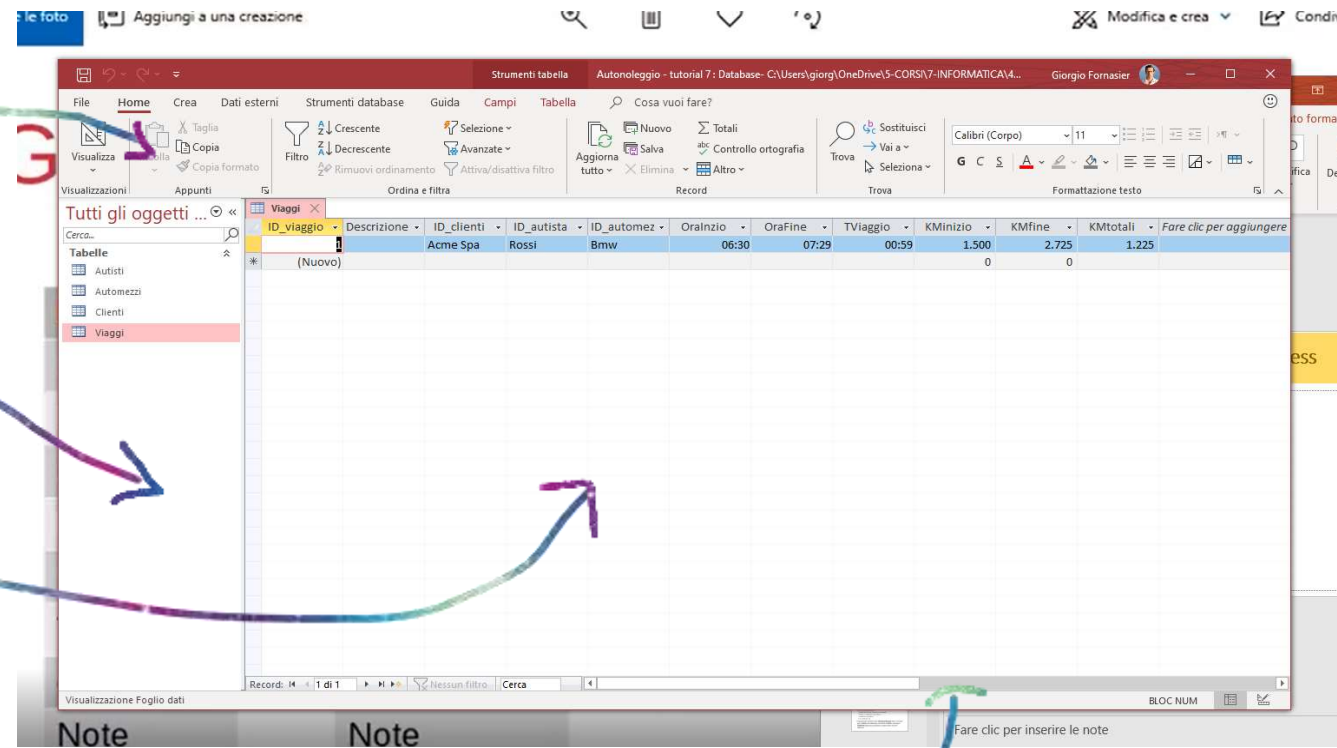 le foto Aggiungi a una creazione Modifica e crea Condiv
Strumenti tabella Autonoleggio - tutorial 7 : Database- C:\Users\giorg\OneDrive\5-CORSI\7-INFORMATICA\4... Giorgio Fornasier
File Home Crea Dati esterni Strumenti database Guida Campi Tabella Cosa vuoi fare?
Visualizza
Taglia
Copia
Copia formato
Filtro
Crescente
Decrescente
Rimuovi ordinamento
Selezione
Avanzate
Attiva/disattiva filtro
Aggiorna tutto
Nuovo
Salva
Elimina
Totali
Controllo ortografia
Altro
Trova
Sostituisci
Vai a
Seleziona
Calibri (Corpo) 11
G C S A
Visualizzazioni Appunti Ordina e filtra Record Trova Formattazione testo
Tutti gli oggetti ... «
Cerca...
Tabelle
Autisti
Automezzi
Clienti
Viaggi
Viaggi
ID_viaggio Descrizione ID_clienti ID_autista ID_automez OraInzio OraFine TViaggio KMinizio KMfine KMtotali Fare clic per aggiungere
1 Acme Spa Rossi Bmw 06:30 07:29 00:59 1.500 2.725 1.225
* (Nuovo) 0 0
Record: 1 di 1 Nessun filtro Cerca
Visualizzazione Foglio dati BLOC NUM
G
ato forma
ifica De
ess
Note Note
Fare clic per inserire le note